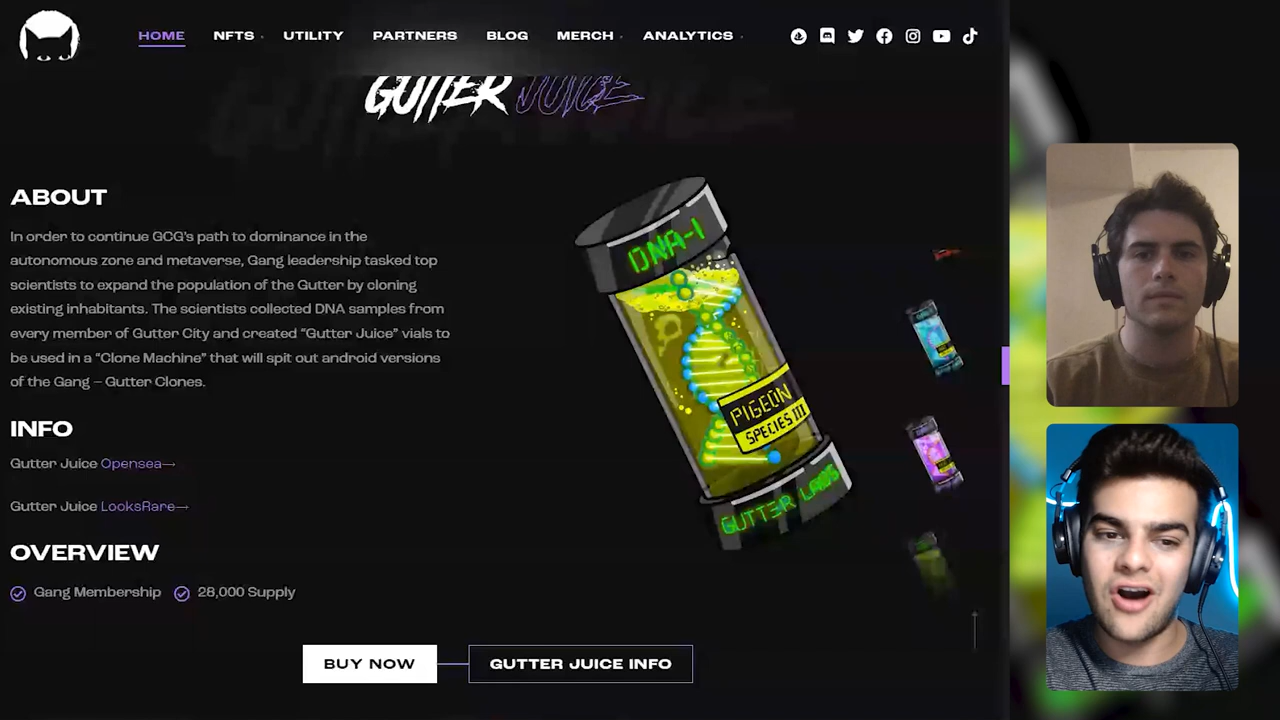 HOME NFTS UTILITY PARTNERS BLOG MERCH ANALYTICS
GUTTER JUICE
ABOUT
In order to continue GCG's path to dominance in the
autonomous zone and metaverse, Gang leadership tasked top
scientists to expand the population of the Gutter by cloning
existing inhabitants. The scientists collected DNA samples from
every member of Gutter City and created "Gutter Juice" vials to
be used in a "Clone Machine" that will spit out android versions
of the Gang – Gutter Clones.
INFO
Gutter Juice Opensea→
Gutter Juice LooksRare→
OVERVIEW
Gang Membership 28,000 Supply
BUY NOW GUTTER JUICE INFO
DNA-1
PIGEON
SPECIES III
GUTTER LABS